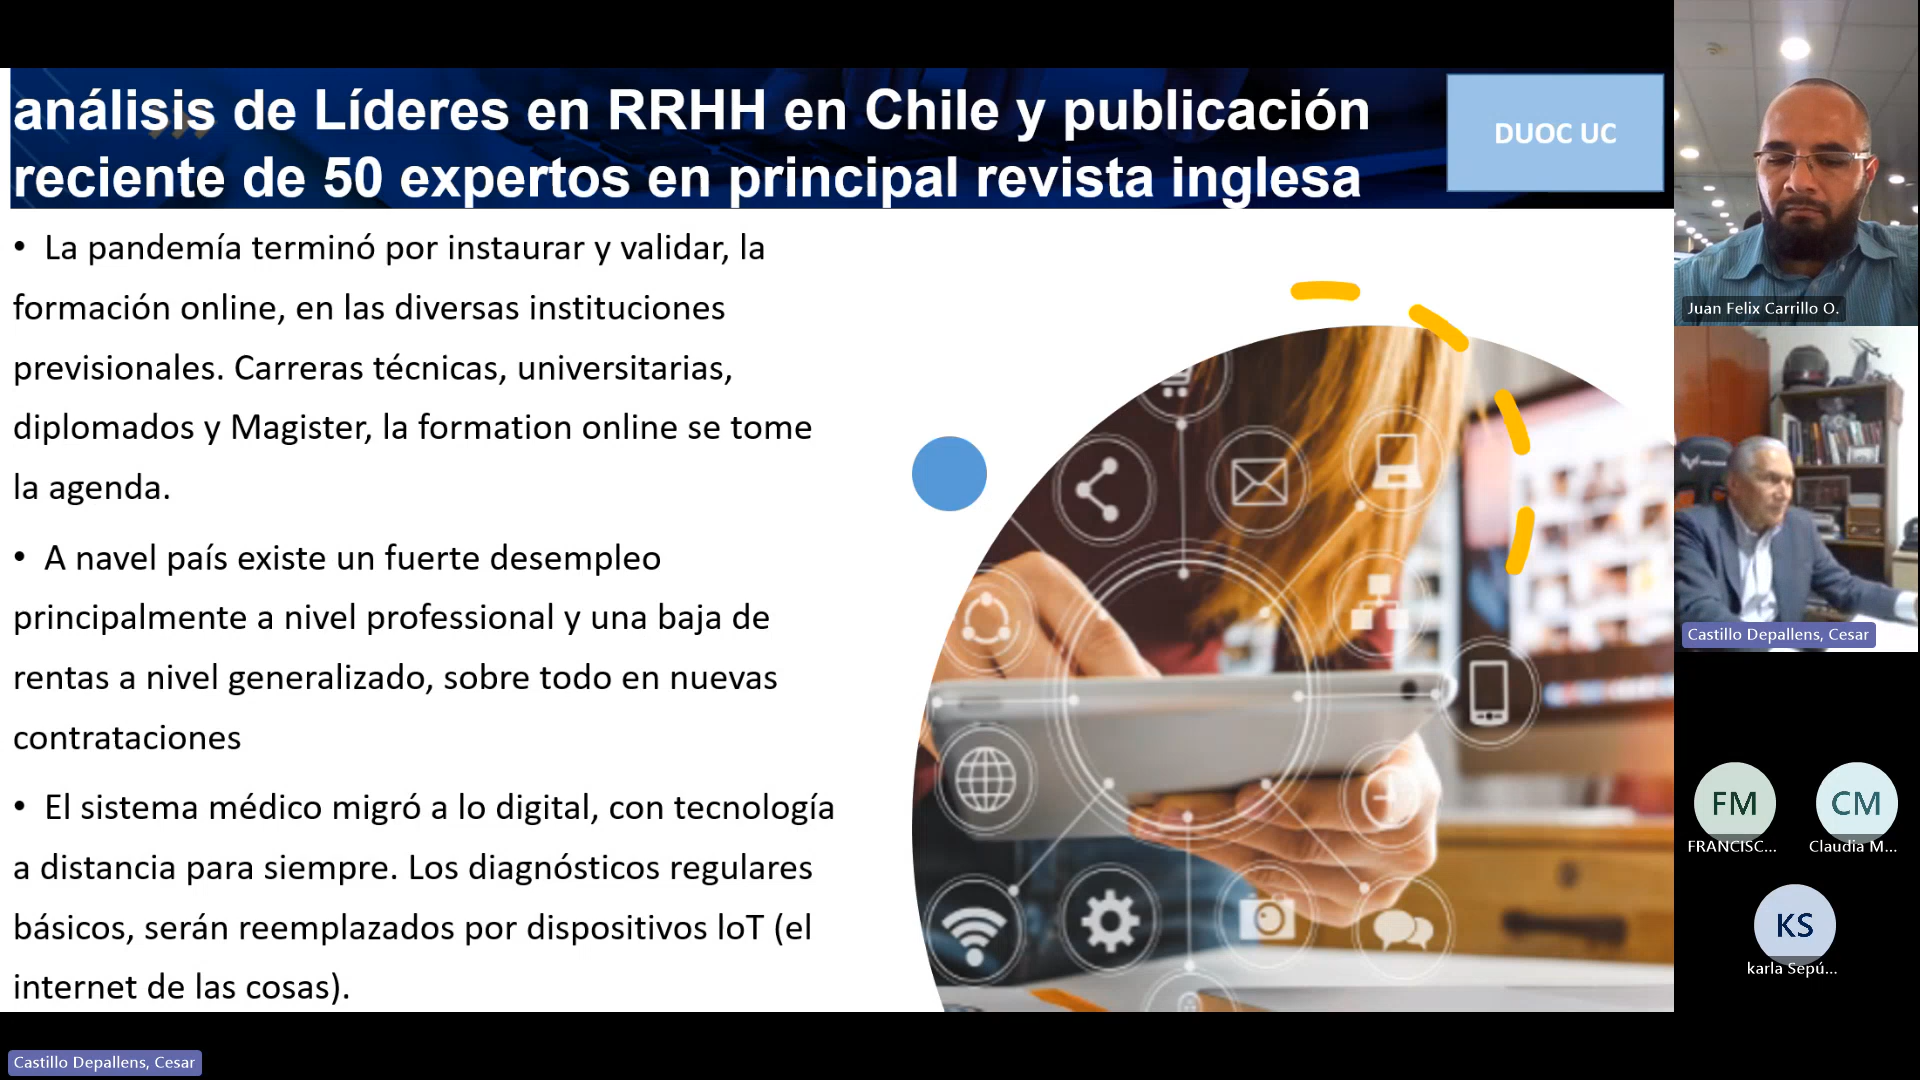 análisis de Líderes en RRHH en Chile y publicación
reciente de 50 expertos en principal revista inglesa
DUOC UC
• La pandemía terminó por instaurar y validar, la
formación online, en las diversas instituciones
previsionales. Carreras técnicas, universitarias,
diplomados y Magister, la formation online se tome
la agenda.
• A navel país existe un fuerte desempleo
principalmente a nivel professional y una baja de
rentas a nivel generalizado, sobre todo en nuevas
contrataciones
• El sistema médico migró a lo digital, con tecnología
a distancia para siempre. Los diagnósticos regulares
básicos, serán reemplazados por dispositivos loT (el
internet de las cosas).
Juan Felix Carrillo O.
Castillo Depallens, Cesar
FM
FRANCISC...
CM
Claudia M...
KS
karla Sepú...
Castillo Depallens, Cesar